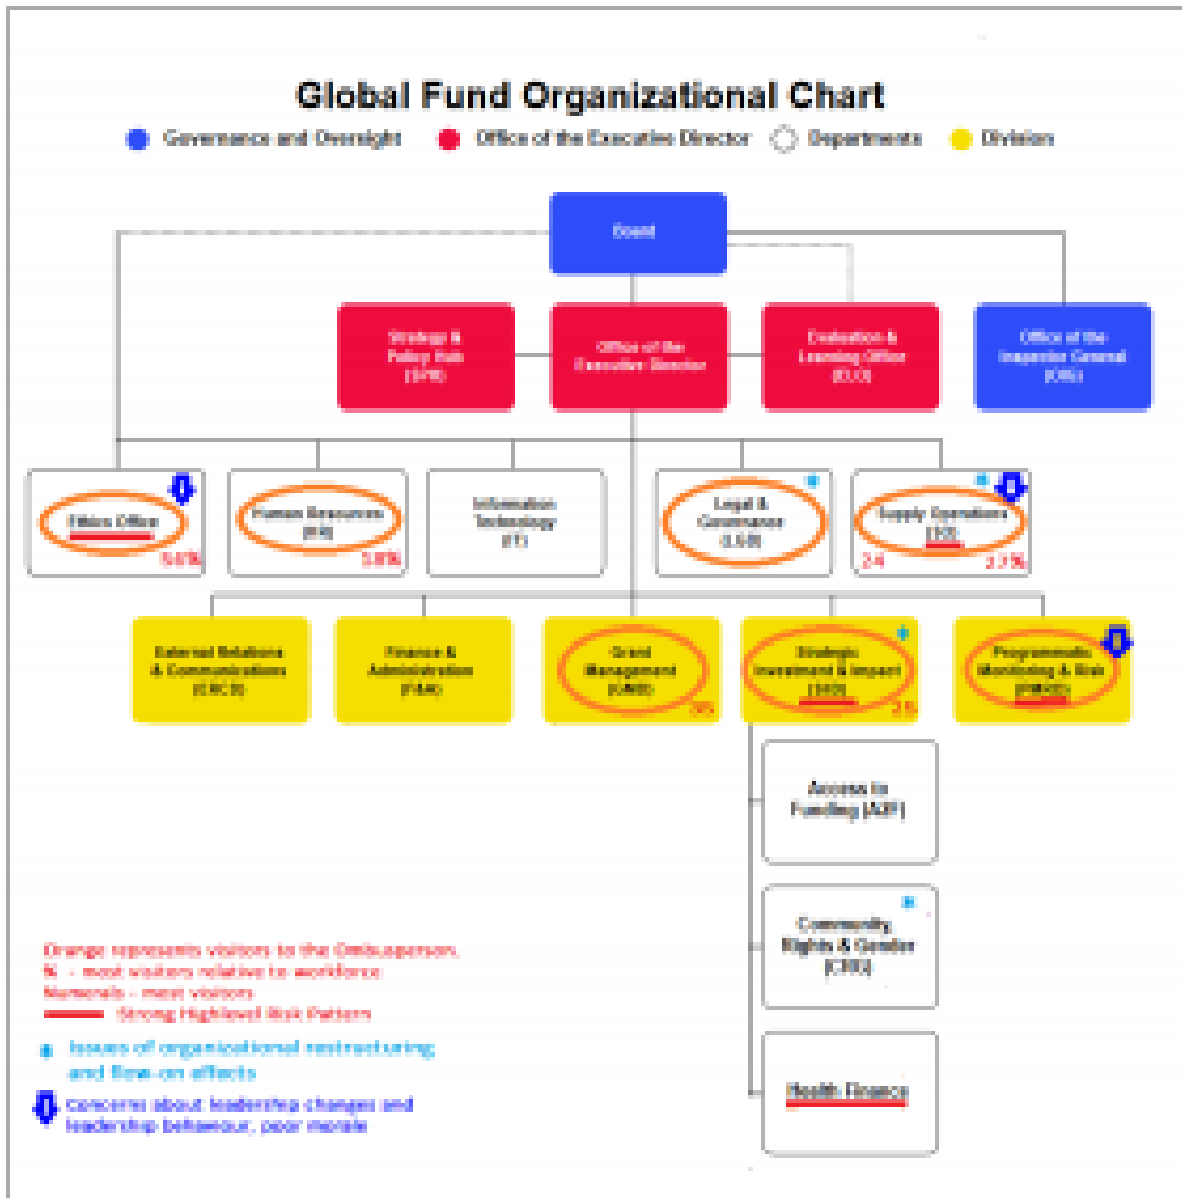 Global Fund Organizational Chart
Governance and Oversight
Office of the Executive Director
Departments
Division
Board
Strategy &
Policy Hub
(SPH)
Office of the
Executive Director
Evaluation &
Learning Office
(ELO)
Office of the
Inspector General
(OIG)
Ethics Office
Human Resources
(HR)
Information
Technology
(IT)
Legal &
Governance
(LGD)
Supply Operations
24
Strategic
Investment & Impact
(SIID)
External Relations
& Communications
(ERCD)
Finance &
Administration
(F&A)
Grant
Management
(GMD)
Programmatic
Monitoring & Risk
Access to
Funding (A2F)
Community,
Rights & Gender
(CRG)
Health Finance
Orange represents visitors to the Ombudsperson.
% - most visitors relative to workforce
Numerals - most visitors
Strong Highlevel Risk Pattern
Issues of organizational restructuring
and flow-on effects
Concerns about leadership changes and
leadership behaviour, poor morale